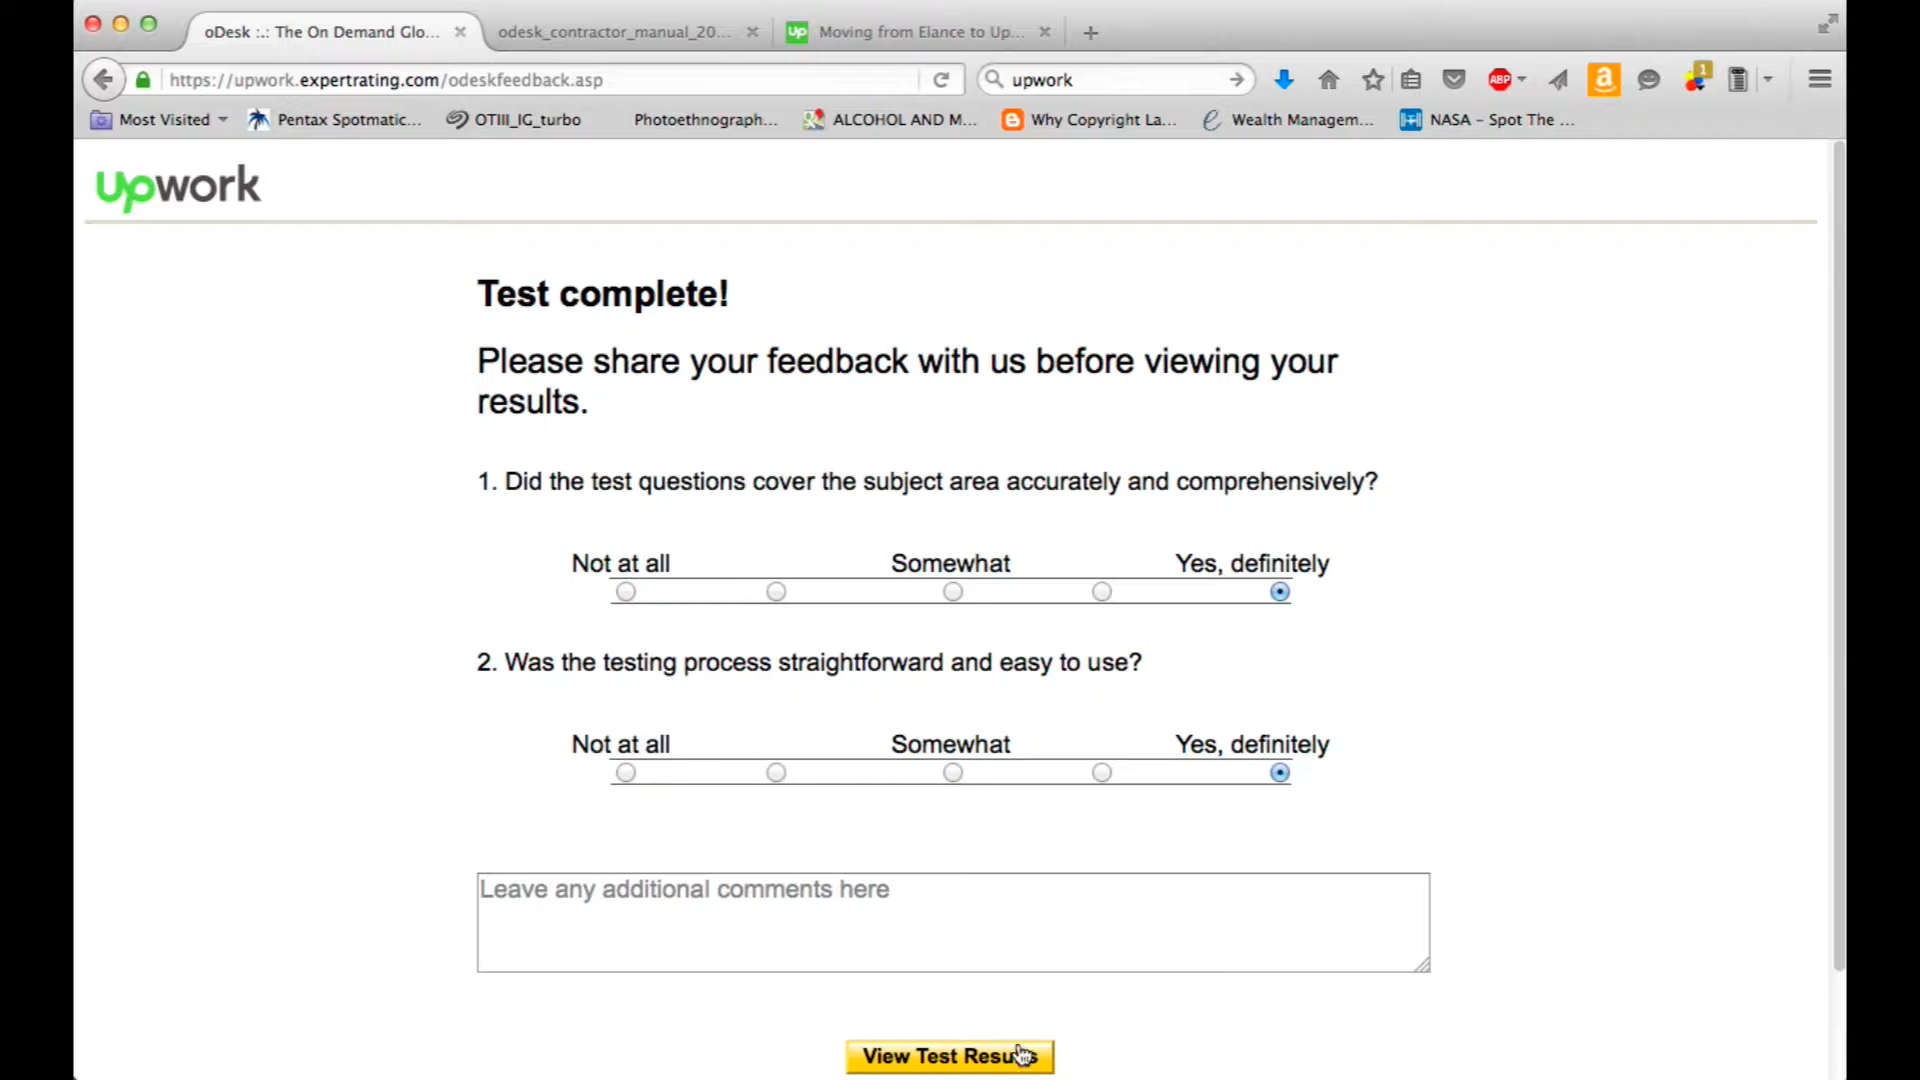 oDesk :.: The On Demand Glo...
odesk_contractor_manual_20...
Up Moving from Elance to Up...
https://upwork.expertrating.com/odeskfeedback.asp
upwork
ABP
a
1
Most Visited
Pentax Spotmatic...
OTIII_IG_turbo
Photoethnograph...
ALCOHOL AND M...
Why Copyright La...
Wealth Managem...
NASA - Spot The ...
Upwork
Test complete!
Please share your feedback with us before viewing your
results.
1. Did the test questions cover the subject area accurately and comprehensively?
Not at all Somewhat Yes, definitely
2. Was the testing process straightforward and easy to use?
Not at all Somewhat Yes, definitely
Leave any additional comments here
View Test Results